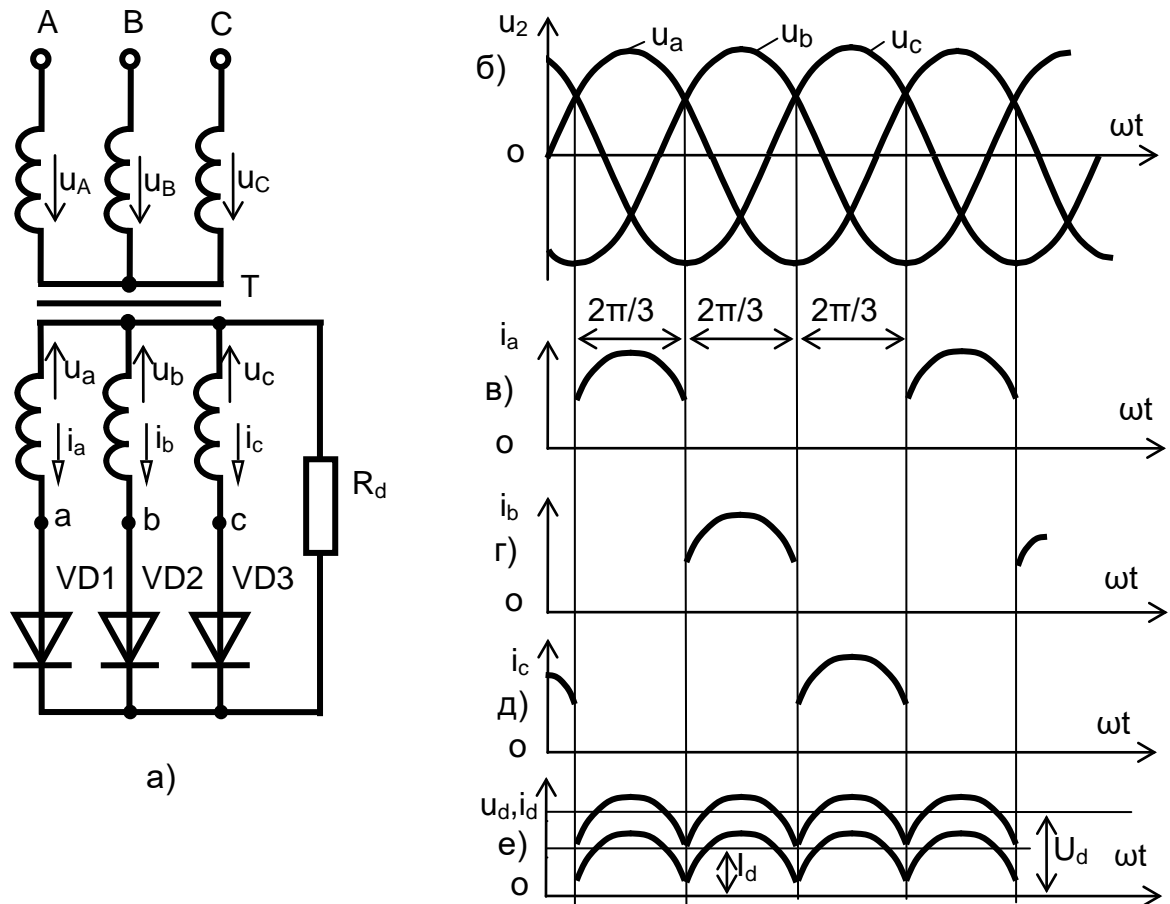 A B C
u_A u_B u_C
T
u_a u_b u_c
i_a i_b i_c
R_d
a b c
VD1 VD2 VD3
а)
u_2 u_a u_b u_c
б)
ωt
о
2π/3 2π/3 2π/3
i_a
в)
ωt
о
i_b
г)
ωt
о
i_c
д)
ωt
о
u_d,i_d
е)
I_d U_d ωt
о